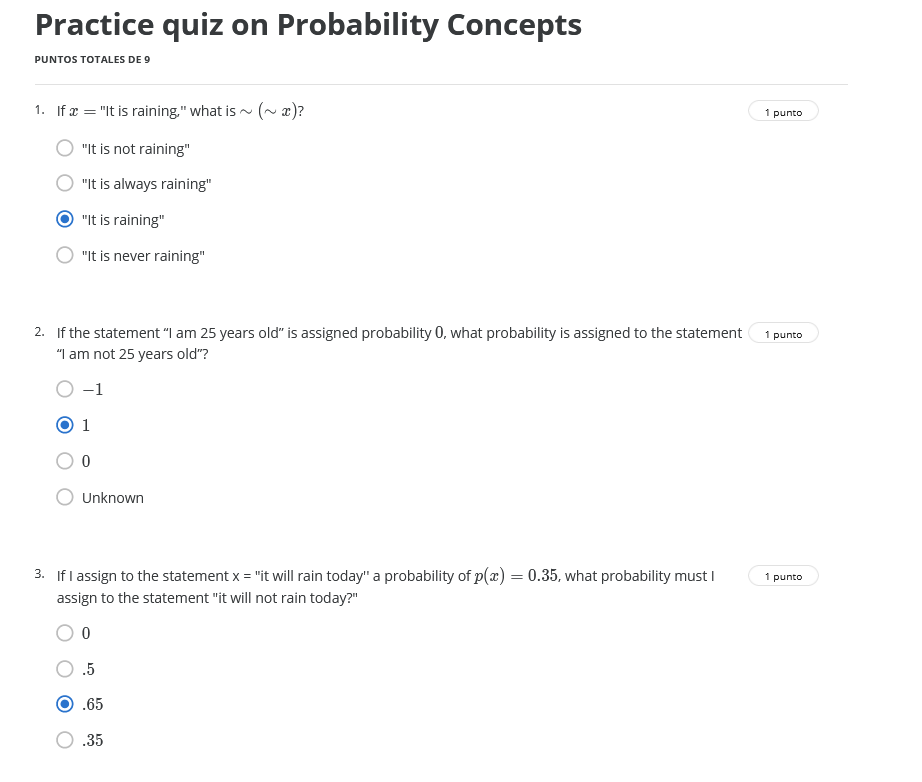 Practice quiz on Probability Concepts
PUNTOS TOTALES DE 9
1. If x = "It is raining," what is ∼ (∼ x)?
1 punto
"It is not raining"
"It is always raining"
"It is raining"
"It is never raining"
2. If the statement “I am 25 years old” is assigned probability 0, what probability is assigned to the statement
“I am not 25 years old”?
1 punto
−1
1
0
Unknown
3. If I assign to the statement x = "it will rain today" a probability of p(x) = 0.35, what probability must I
assign to the statement "it will not rain today?"
1 punto
0
.5
.65
.35